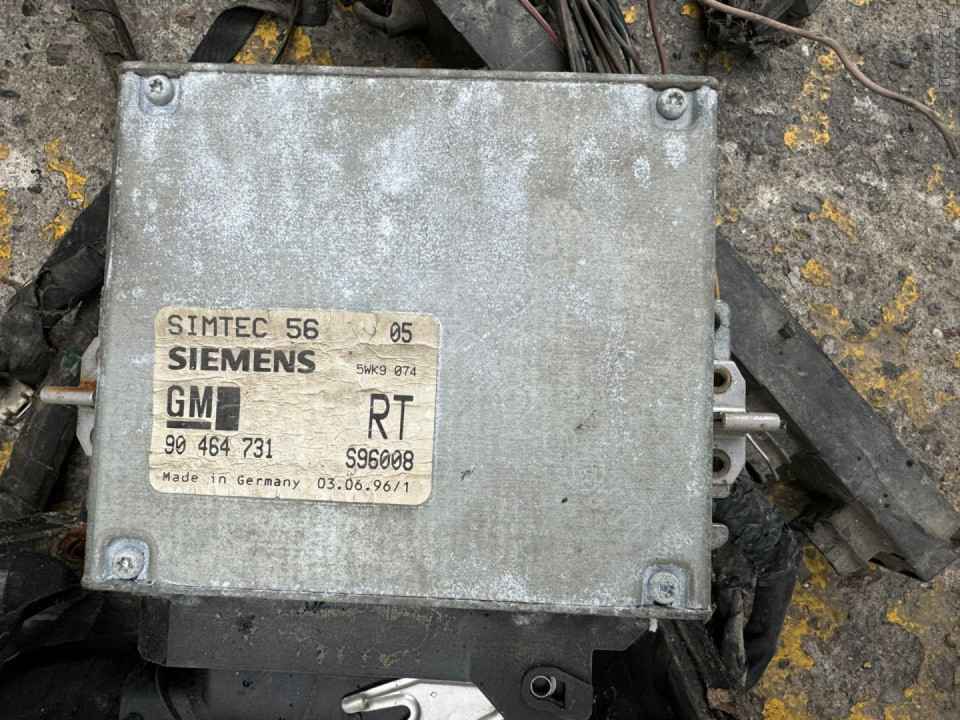 SIMTEC 56 05
SIEMENS 5WK9 074
GM RT
90 464 731 S96008
Made in Germany 03.06.96/1